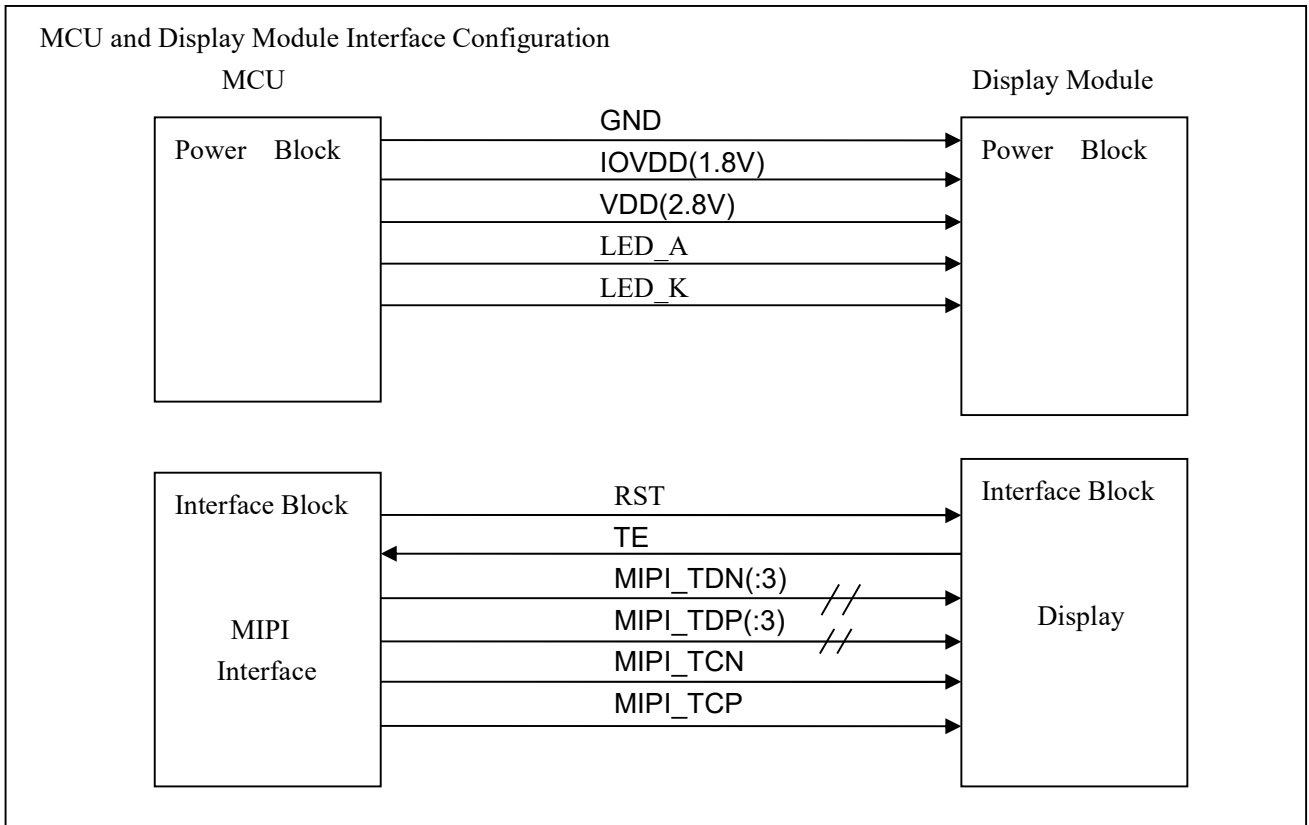 MCU and Display Module Interface Configuration
MCU
Display Module
Power Block
GND
Power Block
IOVDD(1.8V)
VDD(2.8V)
LED_A
LED_K
Interface Block
RST
Interface Block
TE
MIPI_TDN(:3)
MIPI_TDP(:3)
MIPI
Interface
Display
MIPI_TCN
MIPI_TCP